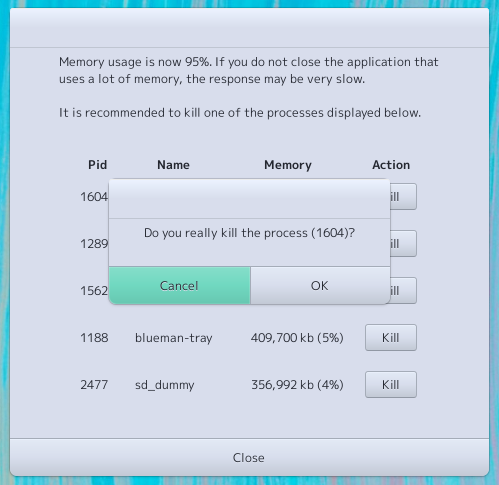 Memory usage is now 95%. If you do not close the application that
uses a lot of memory, the response may be very slow.
It is recommended to kill one of the processes displayed below.
Pid Name Memory Action
1604 ill
Do you really kill the process (1604)?
1289 ill
Cancel OK
1562 ill
1188 blueman-tray 409,700 kb (5%) Kill
2477 sd_dummy 356,992 kb (4%) Kill
Close